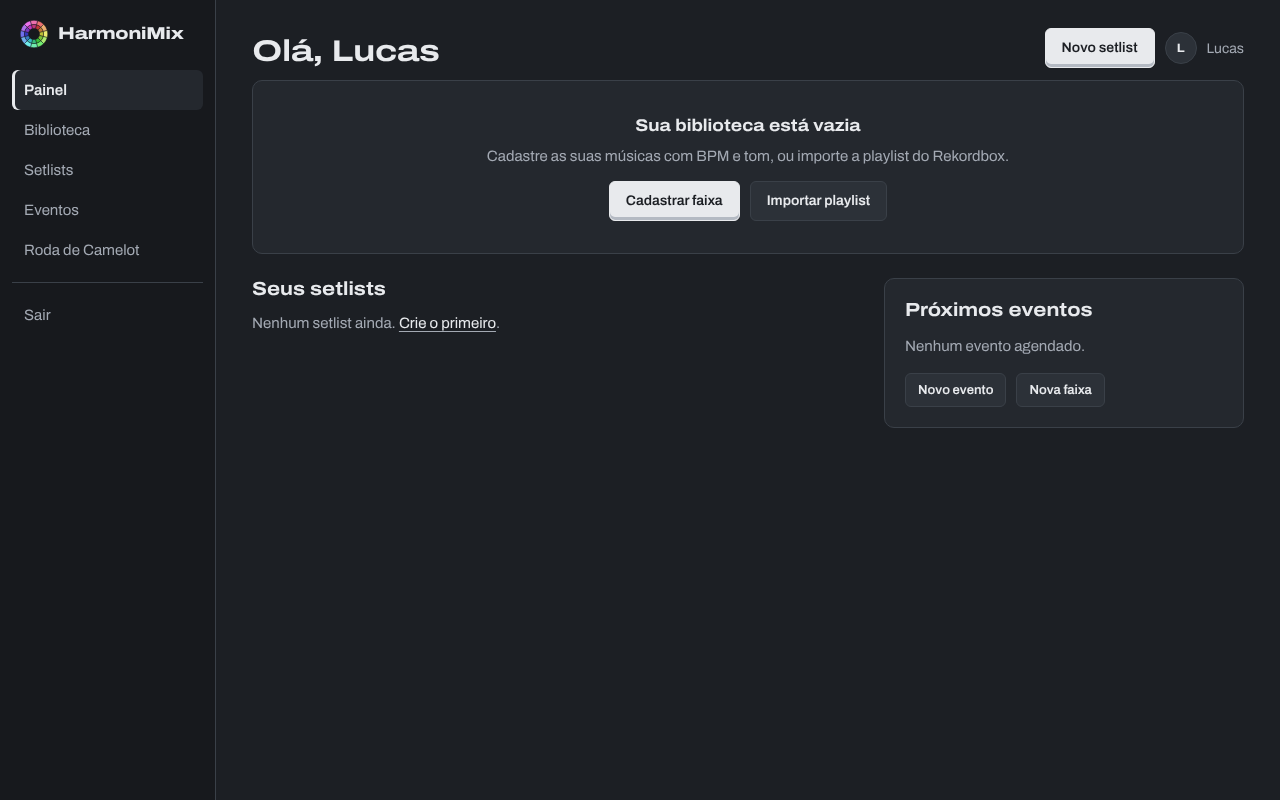 HarmoniMix
Painel
Biblioteca
Setlists
Eventos
Roda de Camelot
Sair
Olá, Lucas
Novo setlist
L
Lucas
Sua biblioteca está vazia
Cadastre as suas músicas com BPM e tom, ou importe a playlist do Rekordbox.
Cadastrar faixa
Importar playlist
Seus setlists
Nenhum setlist ainda. Crie o primeiro.
Próximos eventos
Nenhum evento agendado.
Novo evento
Nova faixa